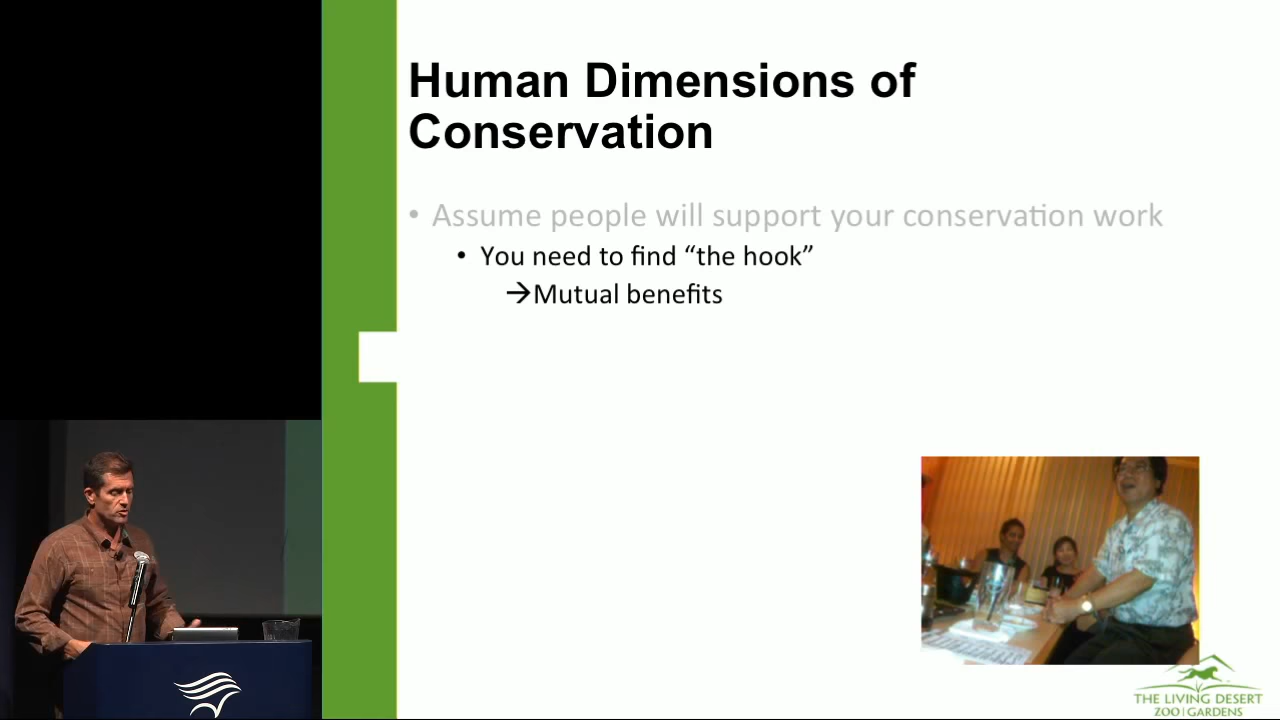 Human Dimensions of
Conservation
• Assume people will support your conservation work
• You need to find “the hook”
→Mutual benefits
THE LIVING DESERT
ZOO | GARDENS